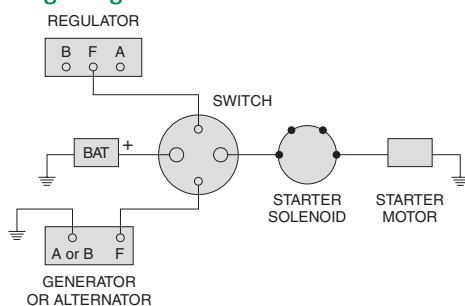 REGULATOR
B F A
SWITCH
BAT +
STARTER
SOLENOID
STARTER
MOTOR
A or B F
GENERATOR
OR ALTERNATOR